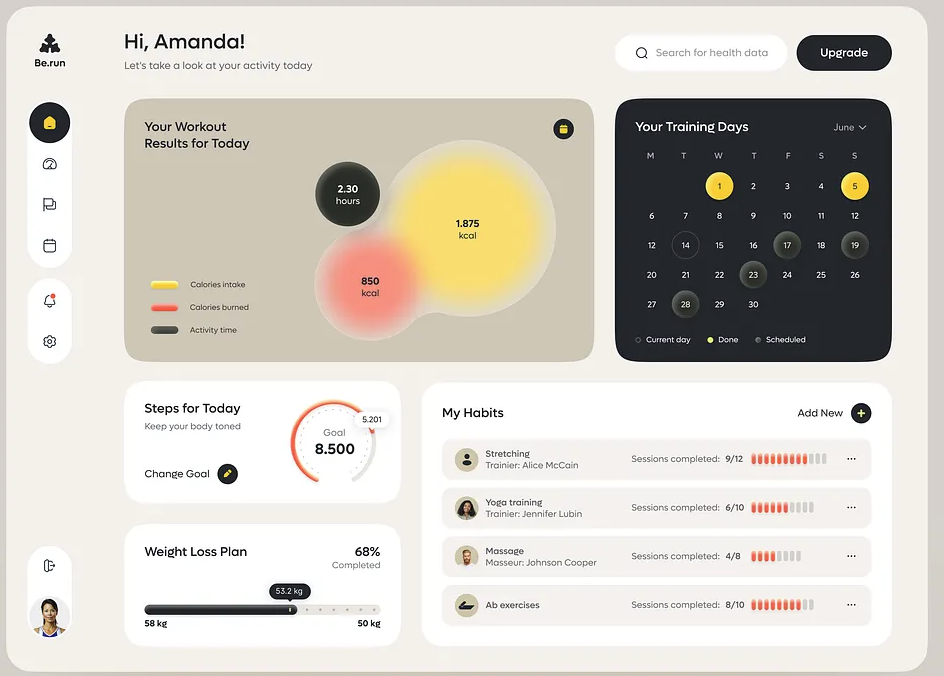 Be.run
Hi, Amanda!
Let's take a look at your activity today
Search for health data
Upgrade
Your Workout
Results for Today
2.30
hours
1.875
kcal
850
kcal
Calories intake
Calories burned
Activity time
Your Training Days
June
M T W T F S S
1 2 3 4 5
6 7 8 9 10 11 12
12 14 15 16 17 18 19
20 21 22 23 24 25 26
27 28 29 30
Current day Done Scheduled
Steps for Today
Keep your body toned
Change Goal
5.201
Goal
8.500
Weight Loss Plan
68%
Completed
53.2 kg
58 kg
50 kg
My Habits
Add New
Stretching
Trainier: Alice McCain
Sessions completed: 9/12
Yoga training
Trainier: Jennifer Lubin
Sessions completed: 6/10
Massage
Masseur: Johnson Cooper
Sessions completed: 4/8
Ab exercises
Sessions completed: 8/10